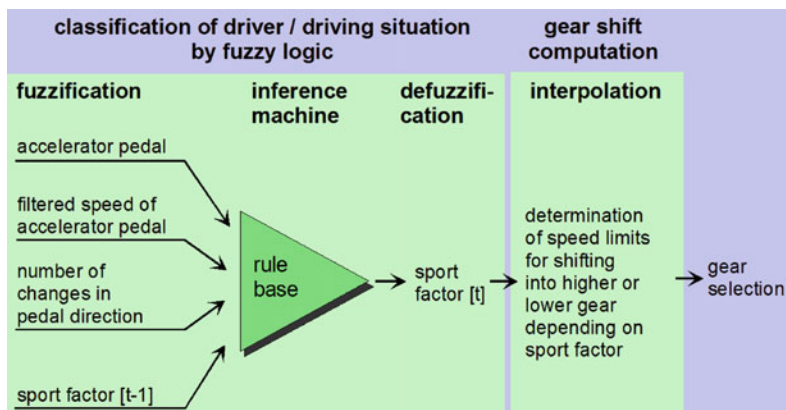 classification of driver / driving situation
by fuzzy logic
gear shift
computation
fuzzification
inference
machine
defuzzifi-
cation
interpolation
accelerator pedal
filtered speed of
accelerator pedal
number of
changes in
pedal direction
sport factor [t-1]
rule
base
sport
factor [t]
determination
of speed limits
for shifting
into higher or
lower gear
depending on
sport factor
gear
selection